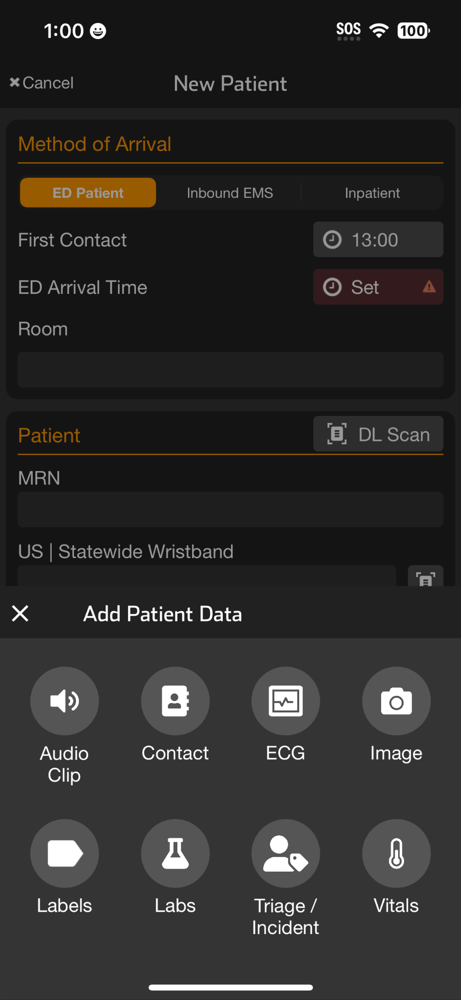 1:00
SOS
100
Cancel
New Patient
Method of Arrival
ED Patient
Inbound EMS
Inpatient
First Contact
13:00
ED Arrival Time
Set
Room
Patient
DL Scan
MRN
US | Statewide Wristband
Add Patient Data
Audio
Clip
Contact
ECG
Image
Labels
Labs
Triage /
Incident
Vitals